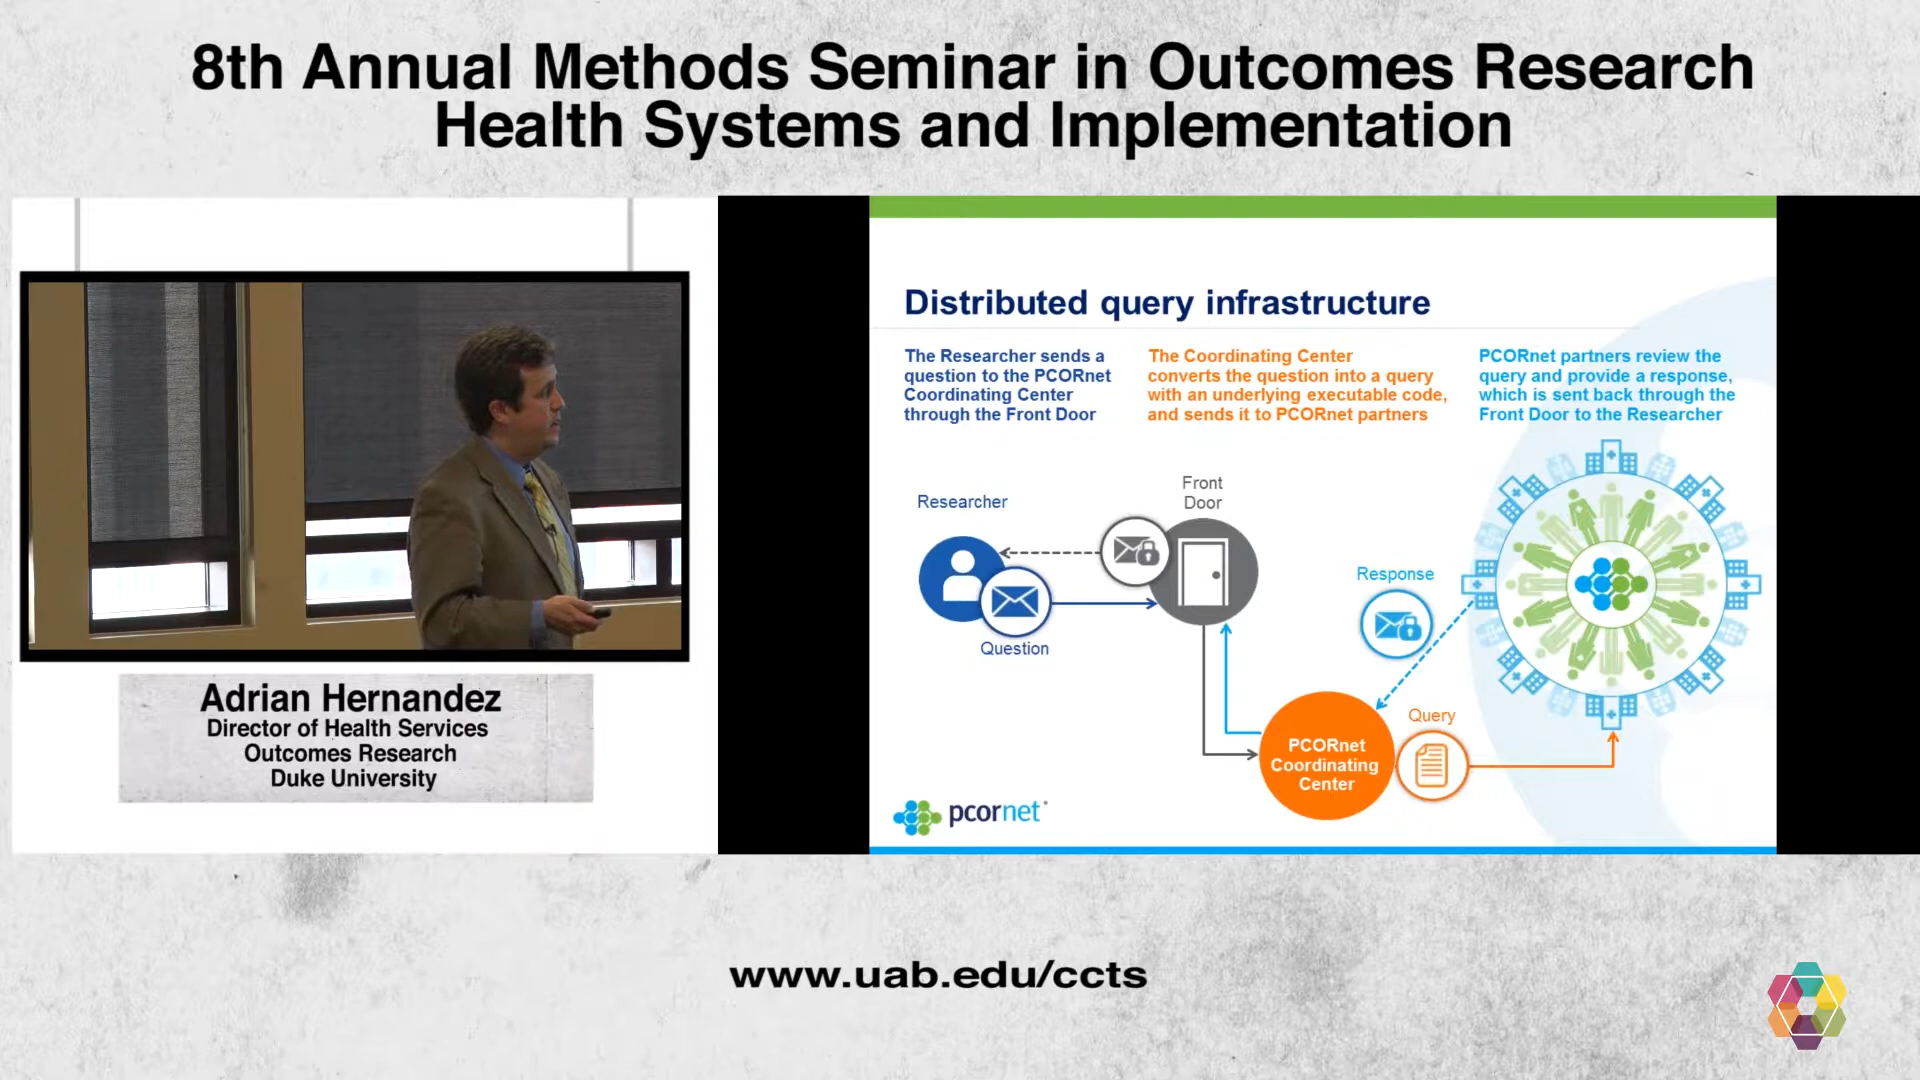 8th Annual Methods Seminar in Outcomes Research
Health Systems and Implementation
Adrian Hernandez
Director of Health Services
Outcomes Research
Duke University
Distributed query infrastructure
The Researcher sends a
question to the PCORnet
Coordinating Center
through the Front Door
The Coordinating Center
converts the question into a query
with an underlying executable code,
and sends it to PCORnet partners
PCORnet partners review the
query and provide a response,
which is sent back through the
Front Door to the Researcher
Researcher
Question
Front
Door
Response
Query
PCORnet
Coordinating
Center
pcornet
www.uab.edu/ccts